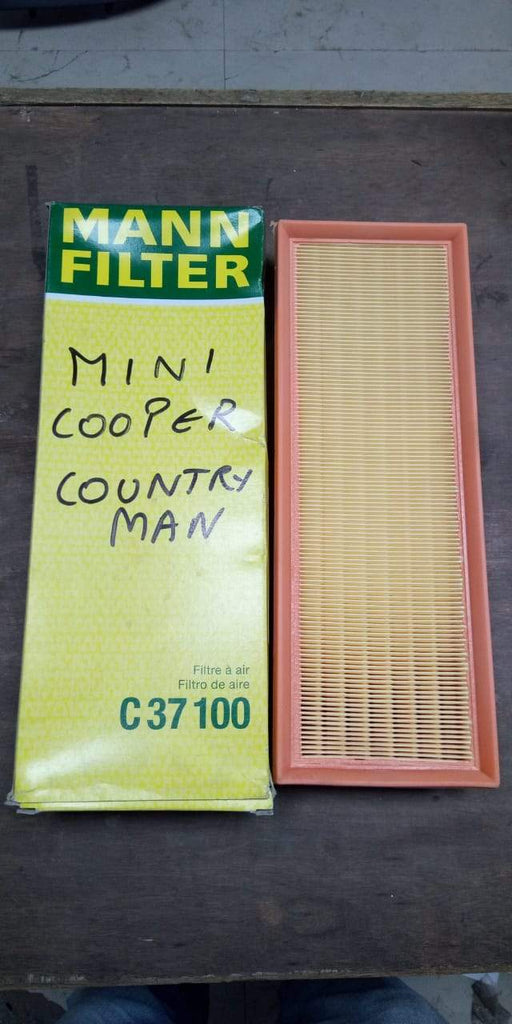 MANN
FILTER
MINI
COOPER
COUNTRY
MAN
Filtre à air
Filtro de aire
C 37 100